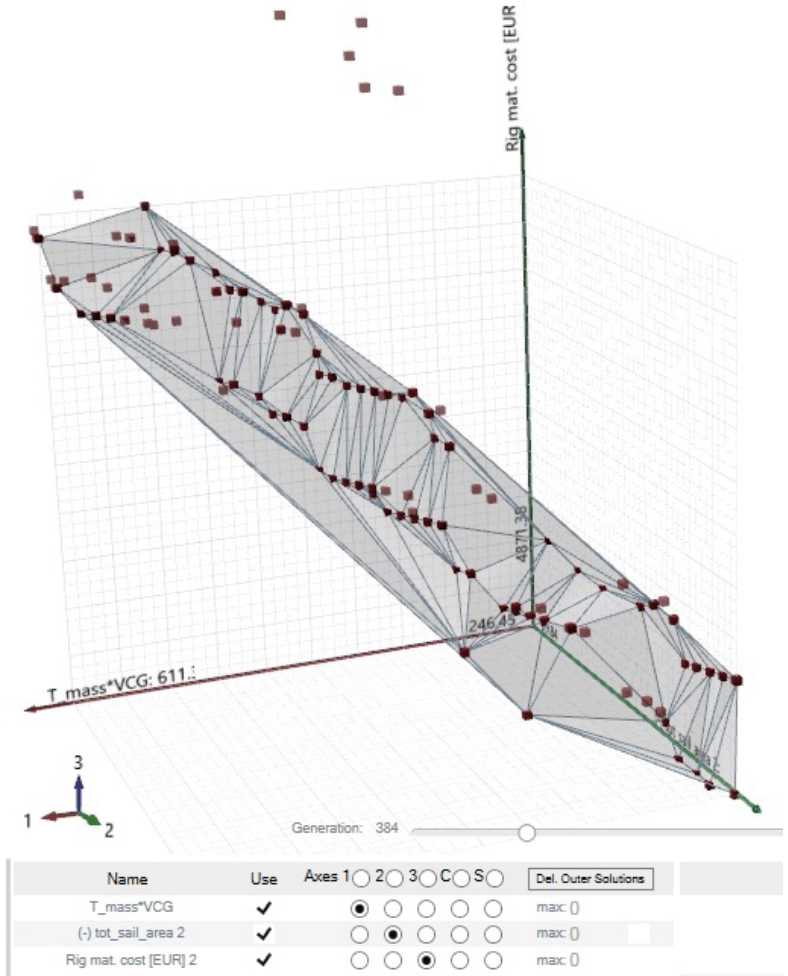 Rig mat. cost [EUR
4871.38
246.45
T_mass*VCG: 611.
3
1
2
Generation: 384
Name Use Axes 1 2 3 C S Del. Outer Solutions
T_mass*VCG max: ()
(-) tot_sail_area 2 max: ()
Rig mat. cost [EUR] 2 max: ()